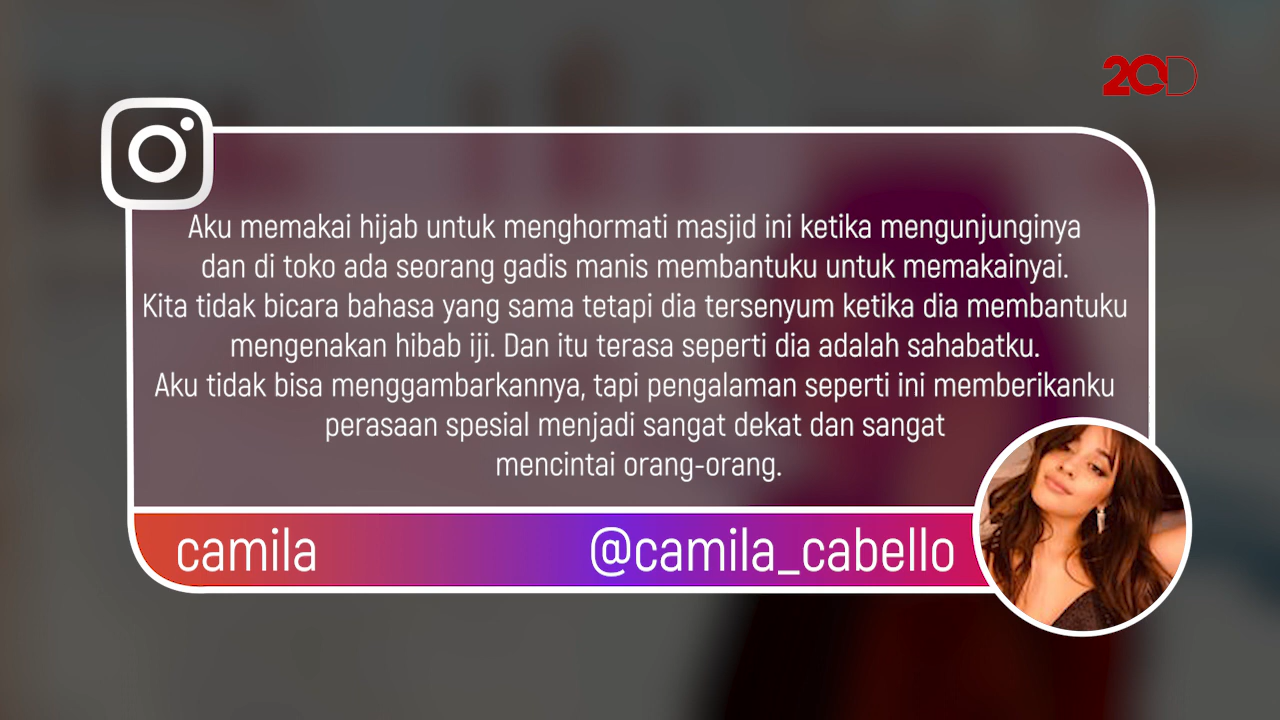 20D
Aku memakai hijab untuk menghormati masjid ini ketika mengunjunginya
dan di toko ada seorang gadis manis membantuku untuk memakainyai.
Kita tidak bicara bahasa yang sama tetapi dia tersenyum ketika dia membantuku
mengenakan hibab iji. Dan itu terasa seperti dia adalah sahabatku.
Aku tidak bisa menggambarkannya, tapi pengalaman seperti ini memberikanku
perasaan spesial menjadi sangat dekat dan sangat
mencintai orang-orang.
camila @camila_cabello